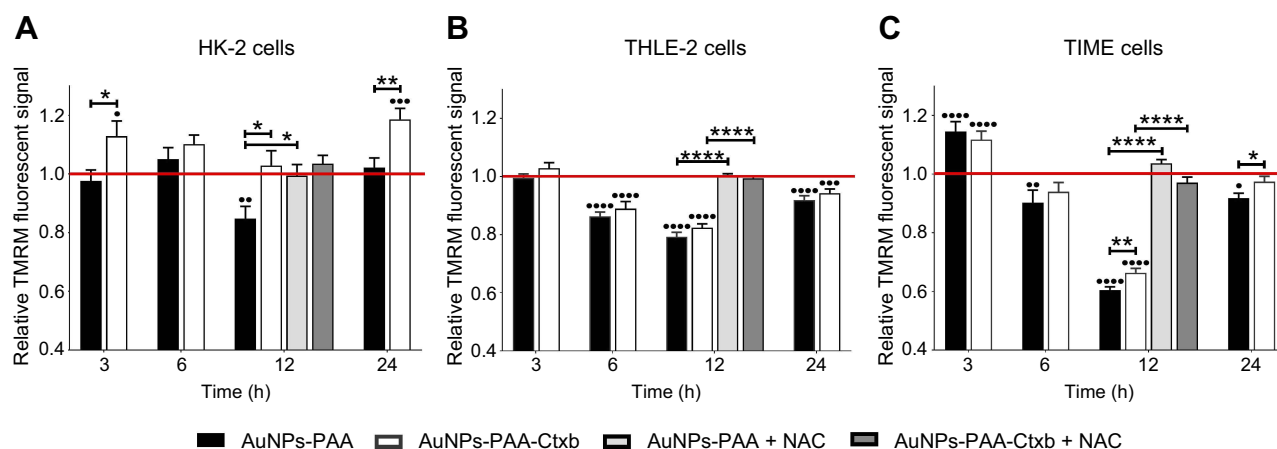 A
HK-2 cells
Relative TMRM fluorescent signal
1.2
1.0
0.8
0.6
0.4
*
•
*
*
••
**
•••
3 6 12 24
Time (h)
B
THLE-2 cells
Relative TMRM fluorescent signal
1.2
1.0
0.8
0.6
0.4
****
****
•••• ••••
•••• ••••
•••• •••
3 6 12 24
Time (h)
C
TIME cells
Relative TMRM fluorescent signal
1.2
1.0
0.8
0.6
0.4
•••• ••••
••
****
****
**
•••• ••••
*
•
3 6 12 24
Time (h)
AuNPs-PAA AuNPs-PAA-Ctxb AuNPs-PAA + NAC AuNPs-PAA-Ctxb + NAC